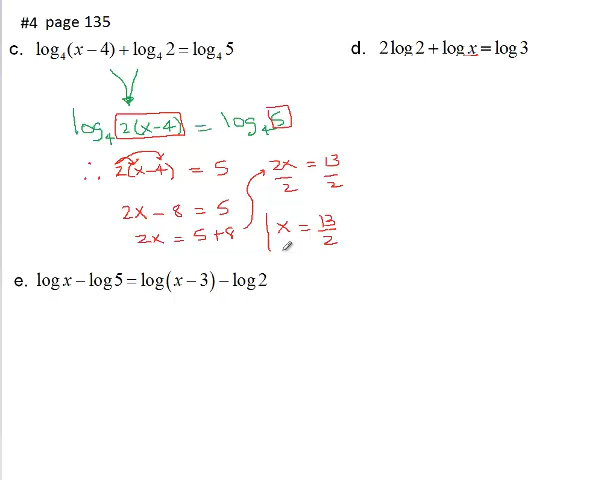 #4 page 135
c. log₄(x − 4) + log₄ 2 = log₄ 5
d. 2 log 2 + log x = log 3
log₄ 2(x−4) = log₄ 5
∴ 2(x−4) = 5
2x − 8 = 5
2x = 5+8
2x/2 = 13/2
x = 13/2
e. log x − log 5 = log(x − 3) − log 2